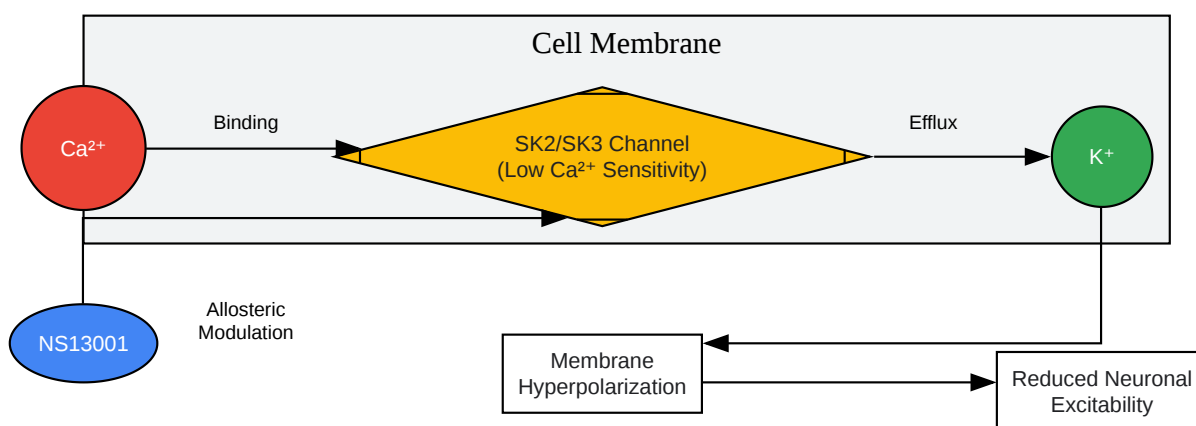 Cell Membrane
Binding
Efflux
Ca²⁺
SK2/SK3 Channel
(Low Ca²⁺ Sensitivity)
K⁺
Allosteric
Modulation
NS13001
Membrane
Hyperpolarization
Reduced Neuronal
Excitability